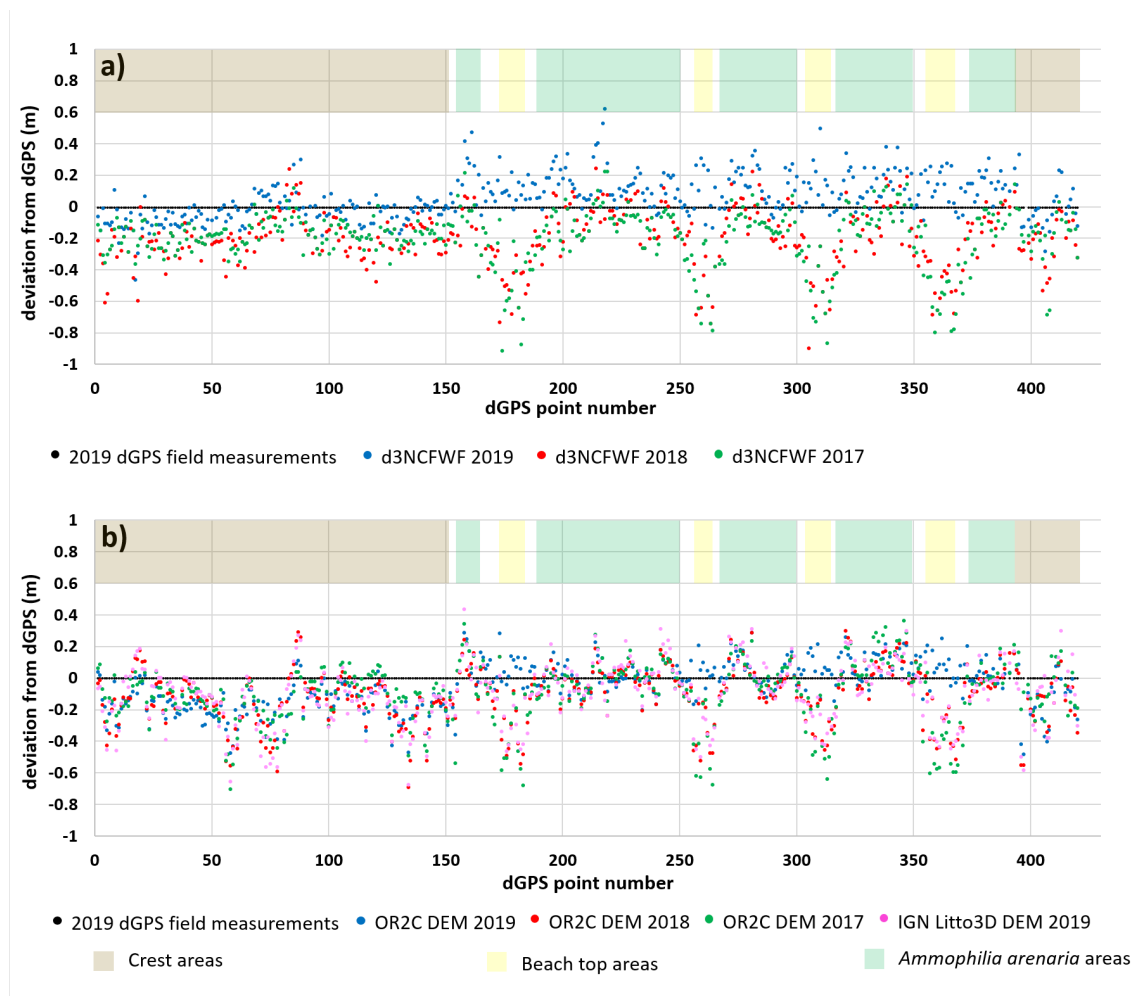 a)
1
0.8
0.6
0.4
0.2
0
-0.2
-0.4
-0.6
-0.8
-1
deviation from dGPS (m)
0 50 100 150 200 250 300 350 400
dGPS point number
2019 dGPS field measurements d3NCFWF 2019 d3NCFWF 2018 d3NCFWF 2017
b)
1
0.8
0.6
0.4
0.2
0
-0.2
-0.4
-0.6
-0.8
-1
deviation from dGPS (m)
0 50 100 150 200 250 300 350 400
dGPS point number
2019 dGPS field measurements OR2C DEM 2019 OR2C DEM 2018 OR2C DEM 2017 IGN Litto3D DEM 2019
Crest areas Beach top areas Ammophilia arenaria areas